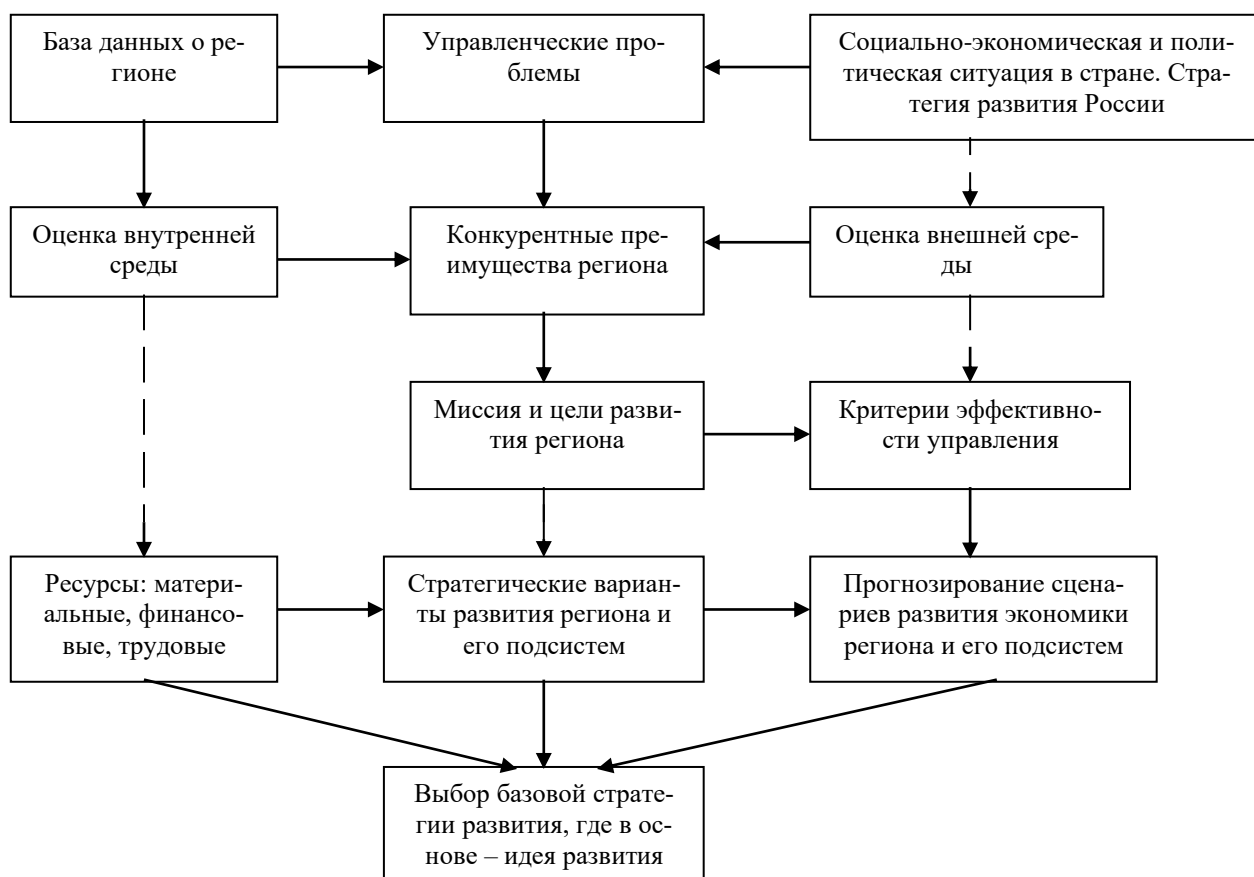 База данных о ре-
гионе
Управленческие про-
блемы
Социально-экономическая и поли-
тическая ситуация в стране. Стра-
тегия развития России
Оценка внутренней
среды
Конкурентные пре-
имущества региона
Оценка внешней сре-
ды
Миссия и цели разви-
тия региона
Критерии эффективно-
сти управления
Ресурсы: матери-
альные, финансо-
вые, трудовые
Стратегические вариан-
ты развития региона и
его подсистем
Прогнозирование сцена-
риев развития экономики
региона и его подсистем
Выбор базовой страте-
гии развития, где в ос-
нове – идея развития